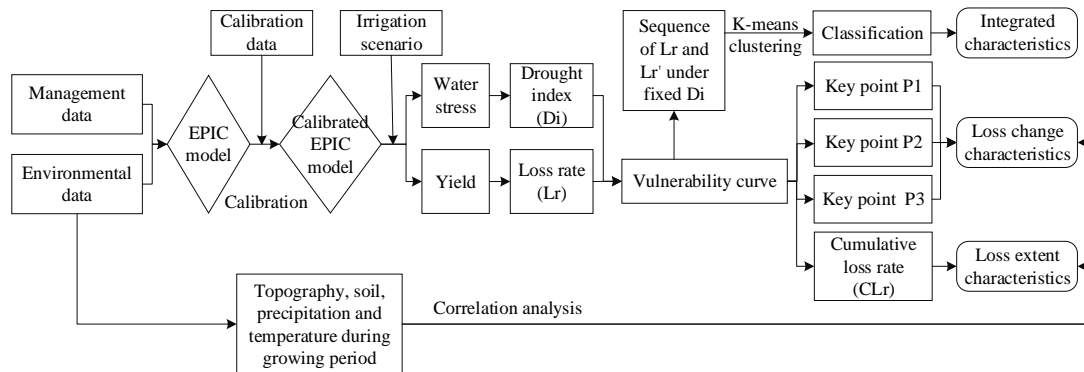 Calibration
data
Irrigation
scenario
Sequence
of Lr and
Lr' under
fixed Di
K-means
clustering
Classification
Integrated
characteristics
Management
data
Environmental
data
EPIC
model
Calibration
Calibrated
EPIC
model
Water
stress
Drought
index
(Di)
Yield
Loss rate
(Lr)
Vulnerability curve
Key point P1
Key point P2
Key point P3
Loss change
characteristics
Cumulative
loss rate
(CLr)
Loss extent
characteristics
Topography, soil,
precipitation and
temperature during
growing period
Correlation analysis